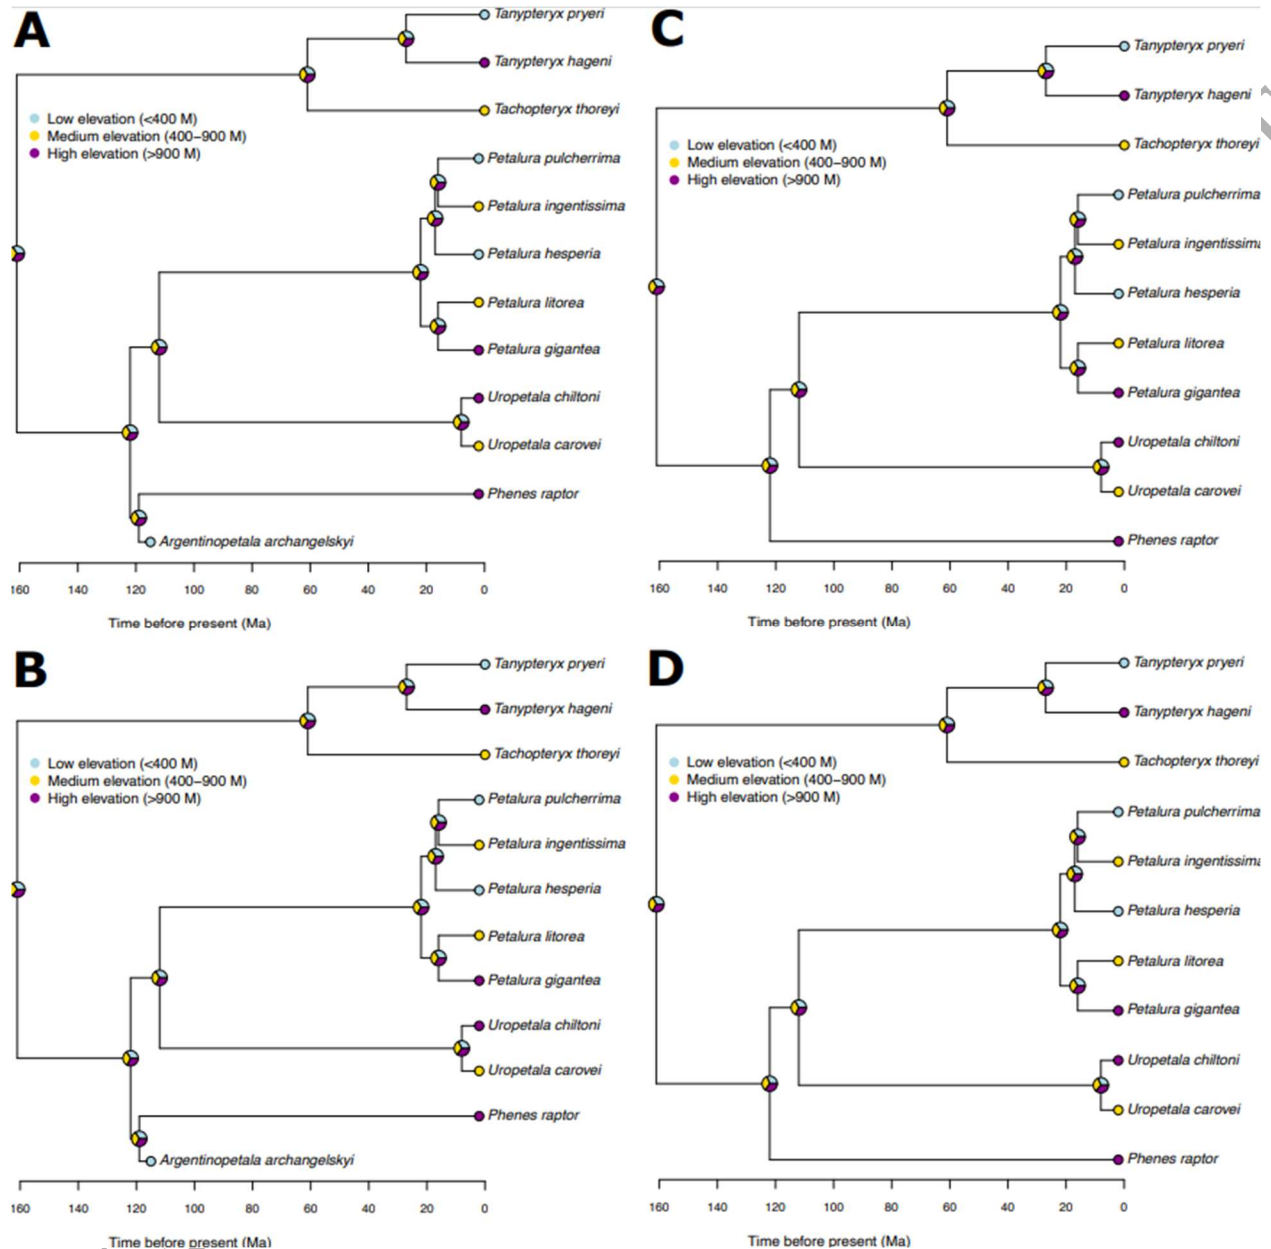 A
Tanypteryx pryeri
Tanypteryx hageni
Tachopteryx thoreyi
Low elevation (<400 M)
Medium elevation (400–900 M)
High elevation (>900 M)
Petalura pulcherrima
Petalura ingentissima
Petalura hesperia
Petalura litorea
Petalura gigantea
Uropetala chiltoni
Uropetala carovei
Phenes raptor
Argentinopetala archangelskyi
160 140 120 100 80 60 40 20 0
Time before present (Ma)
C
Tanypteryx pryeri
Tanypteryx hageni
Tachopteryx thoreyi
Low elevation (<400 M)
Medium elevation (400–900 M)
High elevation (>900 M)
Petalura pulcherrima
Petalura ingentissima
Petalura hesperia
Petalura litorea
Petalura gigantea
Uropetala chiltoni
Uropetala carovei
Phenes raptor
160 140 120 100 80 60 40 20 0
Time before present (Ma)
B
Tanypteryx pryeri
Tanypteryx hageni
Tachopteryx thoreyi
Low elevation (<400 M)
Medium elevation (400–900 M)
High elevation (>900 M)
Petalura pulcherrima
Petalura ingentissima
Petalura hesperia
Petalura litorea
Petalura gigantea
Uropetala chiltoni
Uropetala carovei
Phenes raptor
Argentinopetala archangelskyi
160 140 120 100 80 60 40 20 0
Time before present (Ma)
D
Tanypteryx pryeri
Tanypteryx hageni
Tachopteryx thoreyi
Low elevation (<400 M)
Medium elevation (400–900 M)
High elevation (>900 M)
Petalura pulcherrima
Petalura ingentissima
Petalura hesperia
Petalura litorea
Petalura gigantea
Uropetala chiltoni
Uropetala carovei
Phenes raptor
160 140 120 100 80 60 40 20 0
Time before present (Ma)